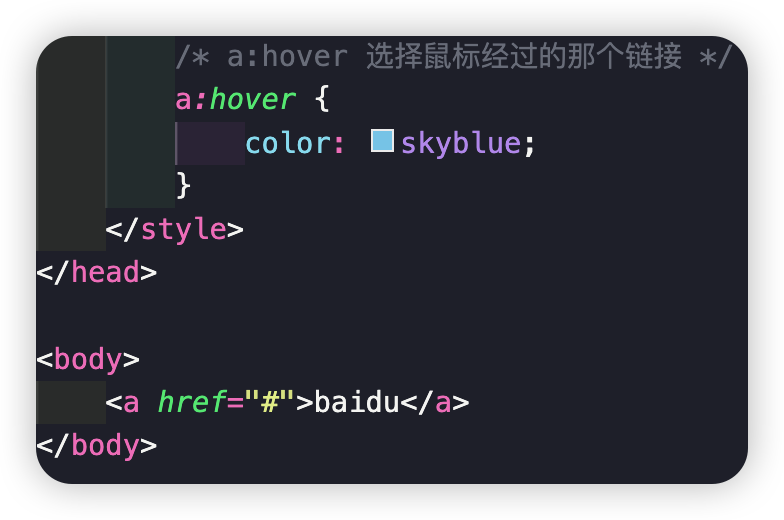 /* a:hover 选择鼠标经过的那个链接 */
a:hover {
color: skyblue;
}
</style>
</head>
<body>
<a href="#">baidu</a>
</body>